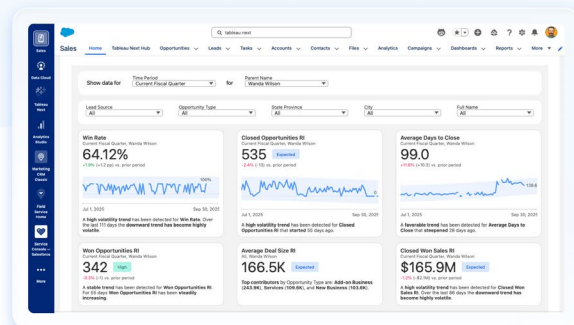 tableau next
Sales
Home
Tableau Next Hub
Opportunities
Leads
Tasks
Accounts
Contacts
Files
Analytics
Campaigns
Dashboards
Reports
More
Sales
Data Cloud
Tableau
Next
Analytics
Studio
Marketing
CRM
Classic
Field
Service
Home
Service
Console —
Salesforce
More
Show data for
Time Period
Current Fiscal Quarter
for
Parent Name
Wanda Wilson
Lead Source
All
Opportunity Type
All
State Province
All
City
All
Full Name
All
Win Rate
Current Fiscal Quarter, Wanda Wilson
64.12%
vs. prior period
100%
Jul 1, 2025
Sep 30, 2025
A high volatility trend has been detected for Win Rate. Over
the last 111 days the downward trend has become highly
volatile.
Closed Opportunities RI
Current Fiscal Quarter, Wanda Wilson
535
Expected
vs. prior period
0
Jul 1, 2025
Sep 30, 2025
A high volatility trend has been detected for Closed
Opportunities RI that started 55 days ago.
Average Days to Close
Current Fiscal Quarter, Wanda Wilson
99.0
vs. prior period
Jul 1, 2025
Sep 30, 2025
A favorable trend has been detected for Average Days to
Close that steepened 28 days ago.
Won Opportunities RI
Current Fiscal Quarter, Wanda Wilson
342
High
vs. prior period
A stable trend has been detected for Won Opportunities RI.
For 55 days Won Opportunities RI has been steadily
increasing.
Average Deal Size RI
All, Wanda Wilson
166.5K
Expected
Top contributors by Opportunity Type are: Add-on Business
(243.9K), Services (109.6K), and New Business (103.6K).
Closed Won Sales RI
Current Fiscal Quarter, Wanda Wilson
$165.9M
Expected
vs. prior period
A high volatility trend has been detected for Closed Won
Sales RI. Over the last 96 days the downward trend has
become highly volatile.